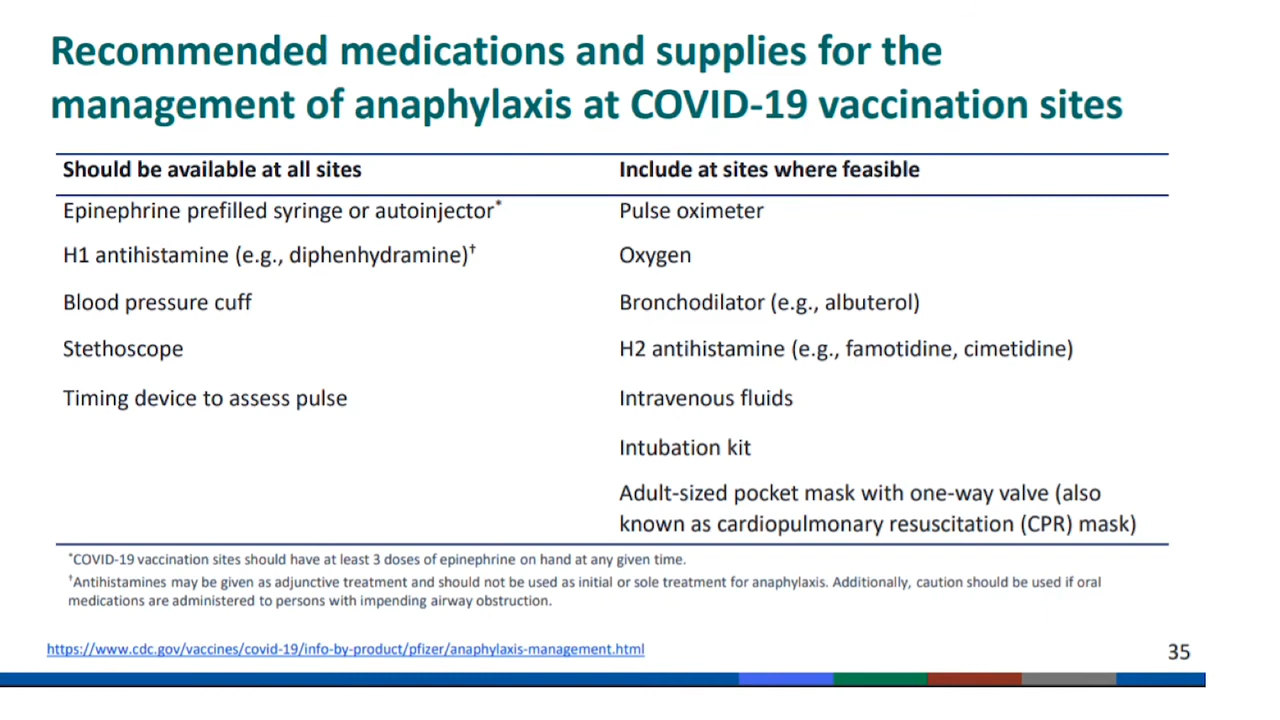 Recommended medications and supplies for the
management of anaphylaxis at COVID-19 vaccination sites
Should be available at all sites
Include at sites where feasible
Epinephrine prefilled syringe or autoinjector*
Pulse oximeter
H1 antihistamine (e.g., diphenhydramine)†
Oxygen
Blood pressure cuff
Bronchodilator (e.g., albuterol)
Stethoscope
H2 antihistamine (e.g., famotidine, cimetidine)
Timing device to assess pulse
Intravenous fluids
Intubation kit
Adult-sized pocket mask with one-way valve (also
known as cardiopulmonary resuscitation (CPR) mask)
*COVID-19 vaccination sites should have at least 3 doses of epinephrine on hand at any given time.
†Antihistamines may be given as adjunctive treatment and should not be used as initial or sole treatment for anaphylaxis. Additionally, caution should be used if oral
medications are administered to persons with impending airway obstruction.
https://www.cdc.gov/vaccines/covid-19/info-by-product/pfizer/anaphylaxis-management.html
35